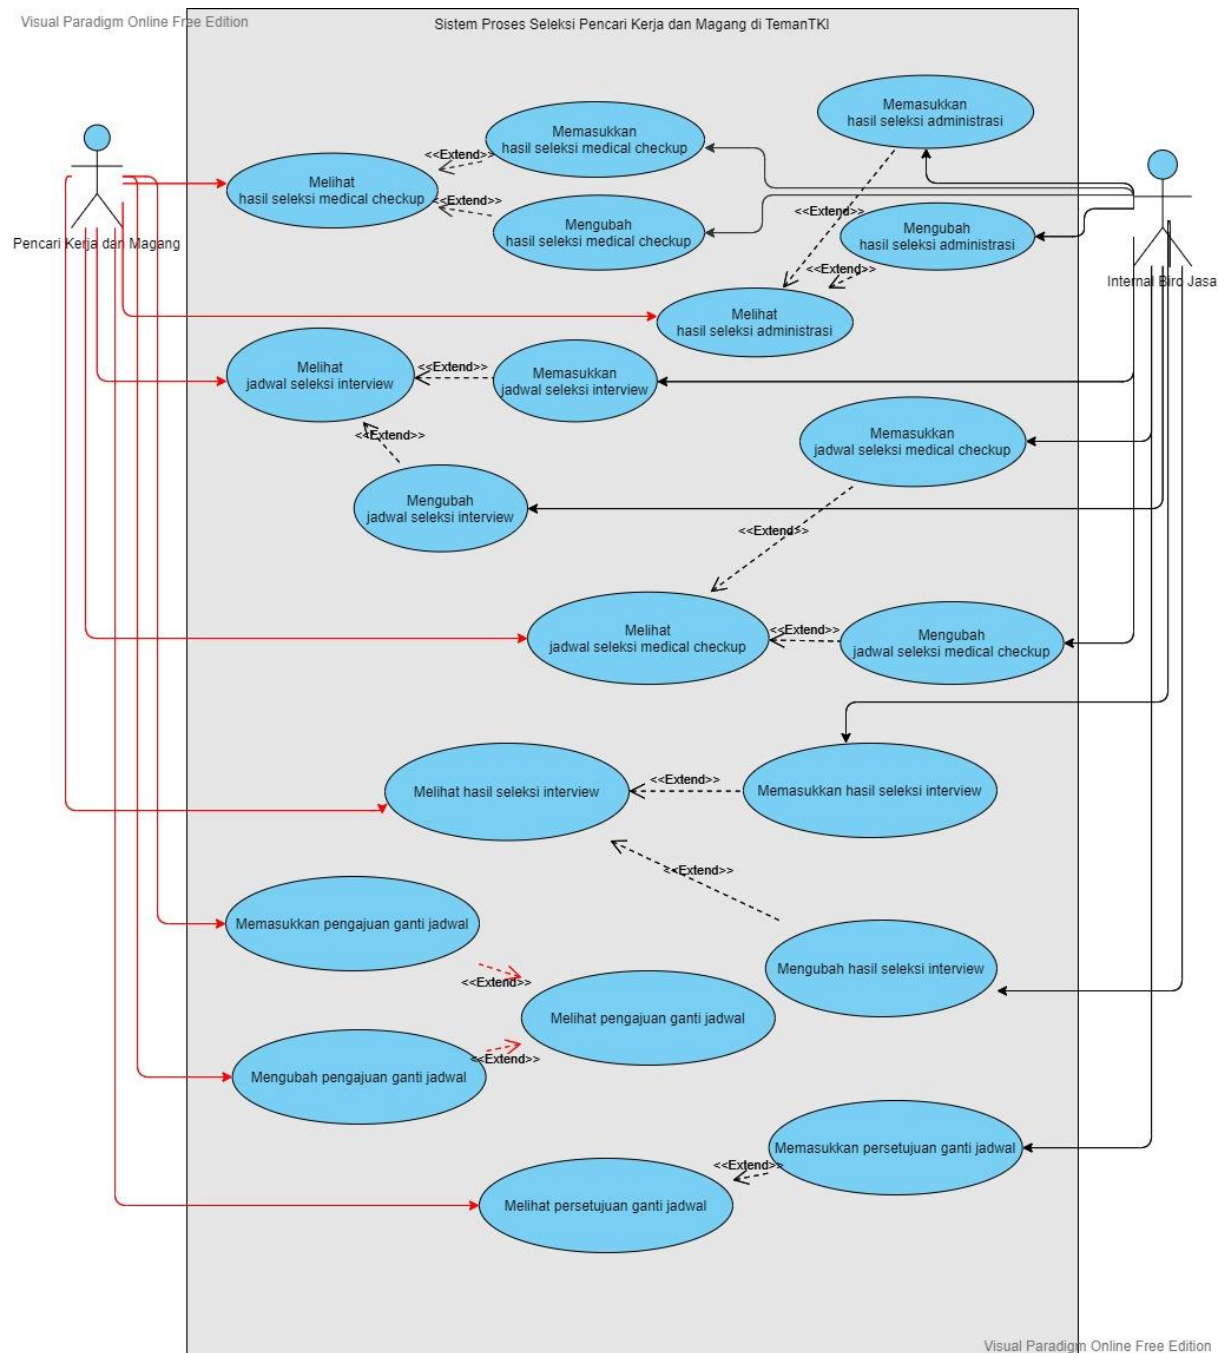 Visual Paradigm Online Free Edition
Sistem Proses Seleksi Pencari Kerja dan Magang di TemanTKI
Memasukkan
hasil seleksi administrasi
Memasukkan
hasil seleksi medical checkup
<<Extend>>
Melihat
hasil seleksi medical checkup
<<Extend>>
Mengubah
hasil seleksi medical checkup
<<Extend>>
Mengubah
hasil seleksi administrasi
Pencari Kerja dan Magang
<<Extend>>
Internal Biro Jasa
Melihat
hasil seleksi administrasi
Melihat
jadwal seleksi interview
<<Extend>>
Memasukkan
jadwal seleksi interview
<<Extend>>
Memasukkan
jadwal seleksi medical checkup
Mengubah
jadwal seleksi interview
<<Extend>>
Melihat
jadwal seleksi medical checkup
<<Extend>>
Mengubah
jadwal seleksi medical checkup
Melihat hasil seleksi interview
<<Extend>>
Memasukkan hasil seleksi interview
<<Extend>>
Memasukkan pengajuan ganti jadwal
Mengubah hasil seleksi interview
<<Extend>>
Melihat pengajuan ganti jadwal
<<Extend>>
Mengubah pengajuan ganti jadwal
Memasukkan persetujuan ganti jadwal
<<Extend>>
Melihat persetujuan ganti jadwal
Visual Paradigm Online Free Edition